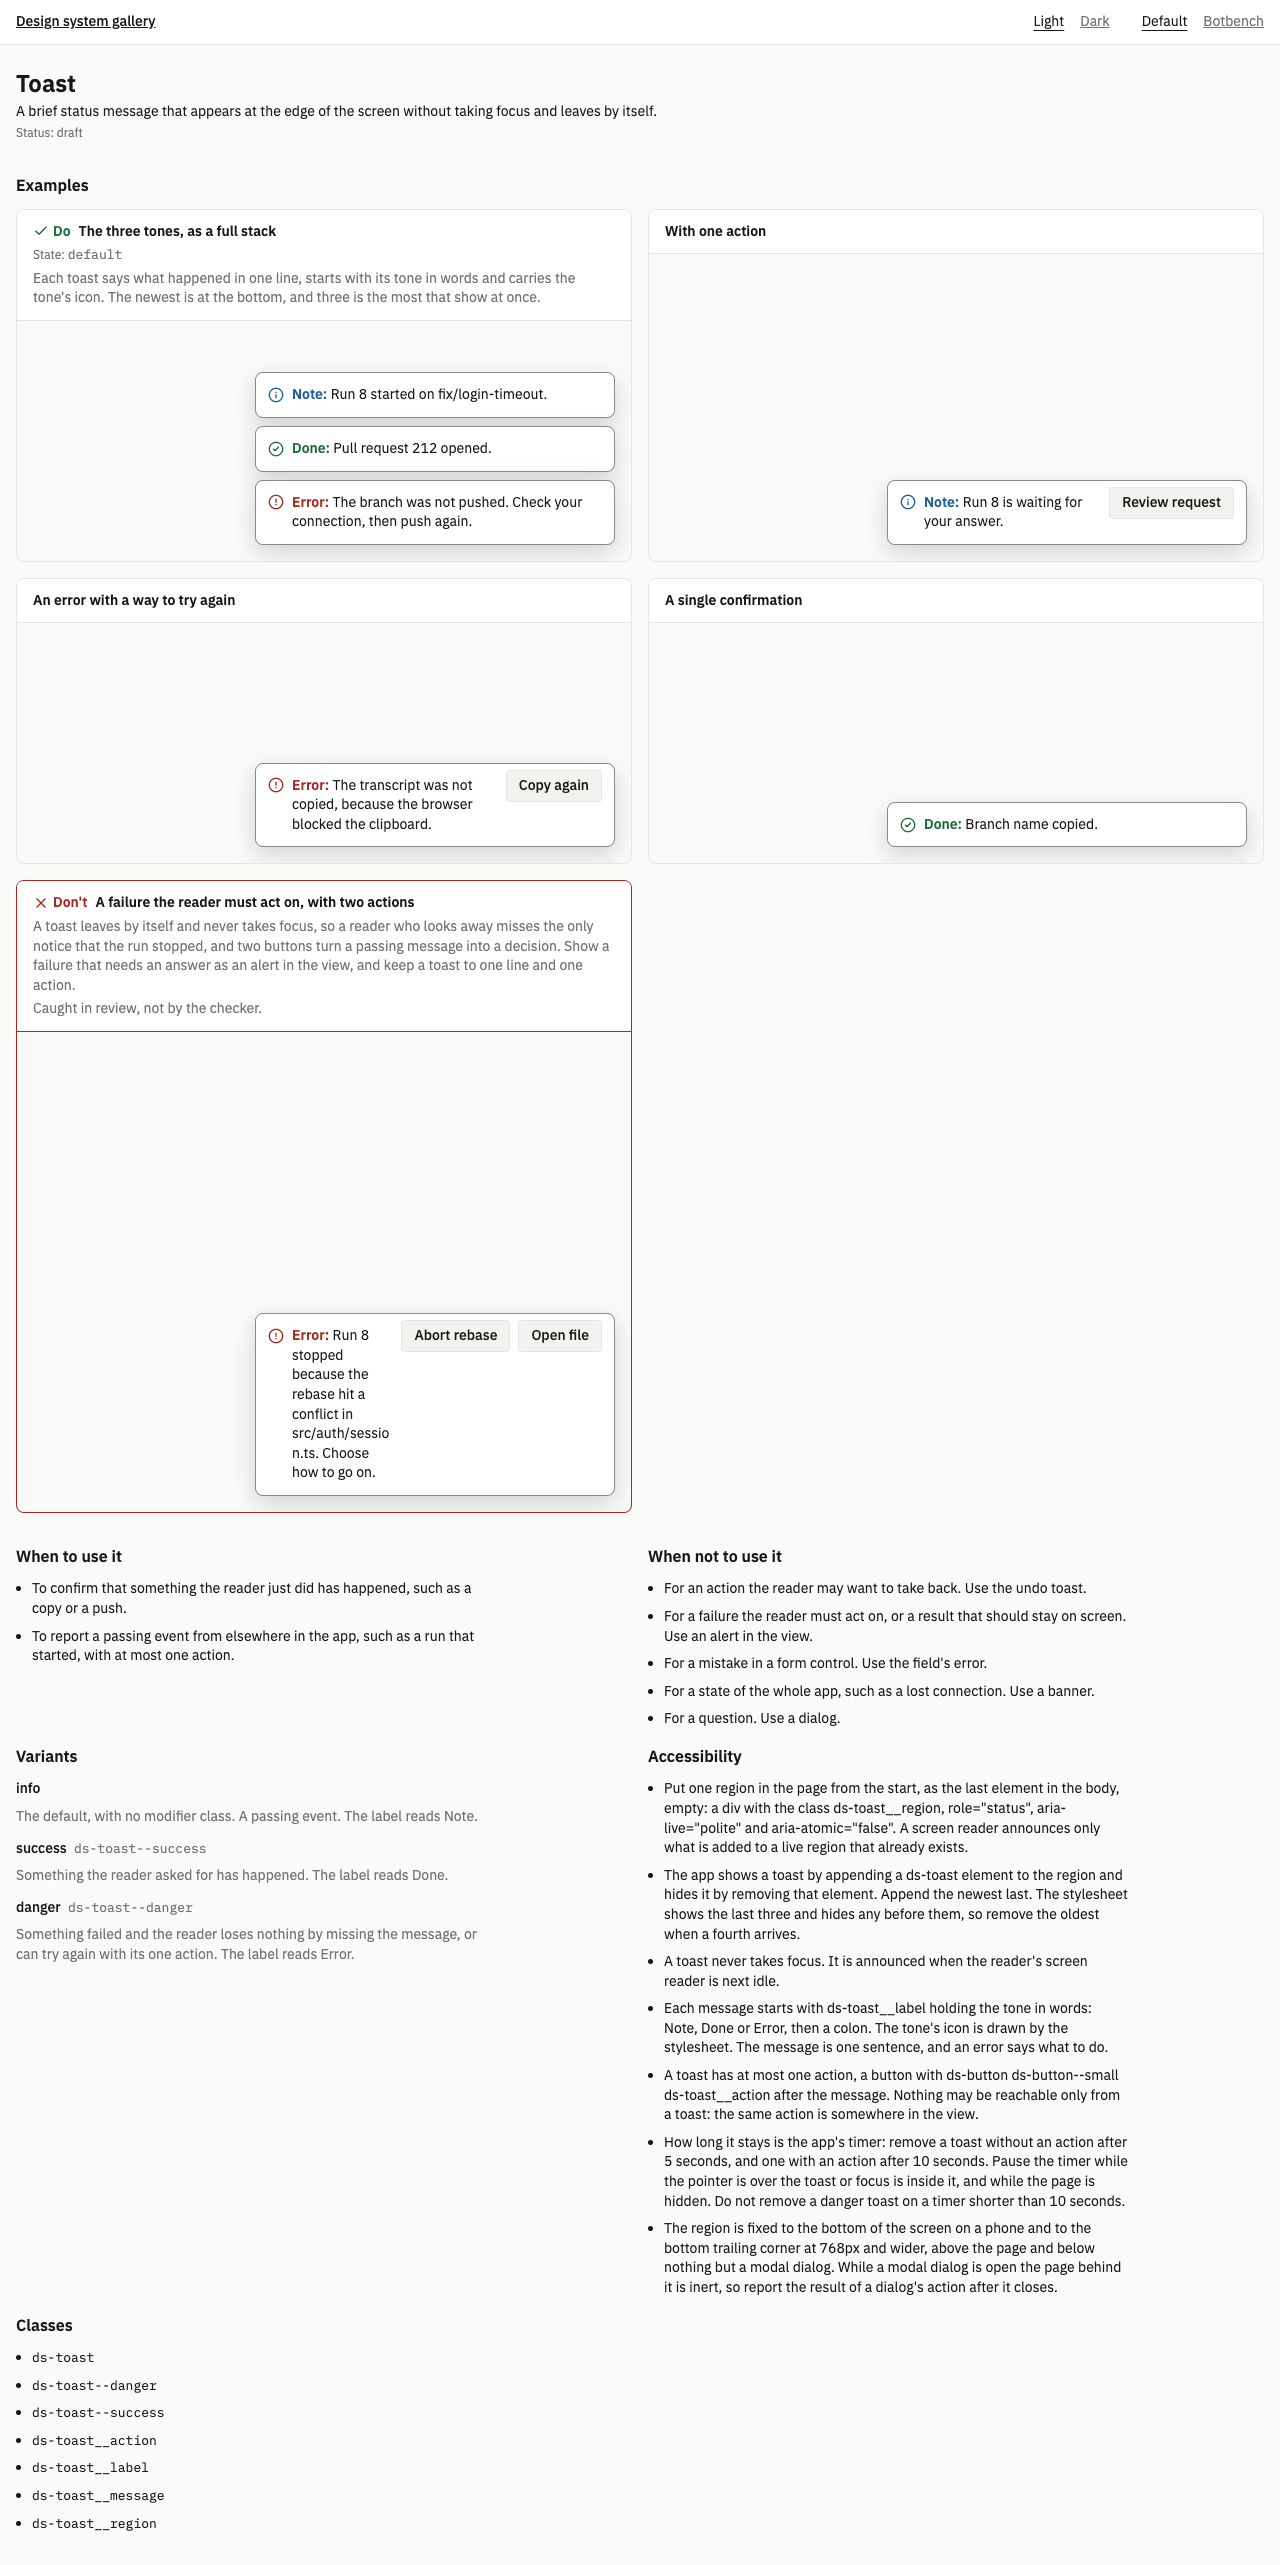 Design system gallery
Light Dark Default Botbench
Toast
A brief status message that appears at the edge of the screen without taking focus and leaves by itself.
Status: draft
Examples
Do The three tones, as a full stack
State: default
Each toast says what happened in one line, starts with its tone in words and carries the
tone's icon. The newest is at the bottom, and three is the most that show at once.
Note: Run 8 started on fix/login-timeout.
Done: Pull request 212 opened.
Error: The branch was not pushed. Check your
connection, then push again.
With one action
Note: Run 8 is waiting for
your answer.
Review request
An error with a way to try again
Error: The transcript was not
copied, because the browser
blocked the clipboard.
Copy again
A single confirmation
Done: Branch name copied.
Don't A failure the reader must act on, with two actions
A toast leaves by itself and never takes focus, so a reader who looks away misses the only
notice that the run stopped, and two buttons turn a passing message into a decision. Show a
failure that needs an answer as an alert in the view, and keep a toast to one line and one
action.
Caught in review, not by the checker.
Error: Run 8
stopped
because the
rebase hit a
conflict in
src/auth/sessio
n.ts. Choose
how to go on.
Abort rebase
Open file
When to use it
To confirm that something the reader just did has happened, such as a
copy or a push.
To report a passing event from elsewhere in the app, such as a run that
started, with at most one action.
When not to use it
For an action the reader may want to take back. Use the undo toast.
For a failure the reader must act on, or a result that should stay on screen.
Use an alert in the view.
For a mistake in a form control. Use the field's error.
For a state of the whole app, such as a lost connection. Use a banner.
For a question. Use a dialog.
Variants
info
The default, with no modifier class. A passing event. The label reads Note.
success ds-toast--success
Something the reader asked for has happened. The label reads Done.
danger ds-toast--danger
Something failed and the reader loses nothing by missing the message, or
can try again with its one action. The label reads Error.
Accessibility
Put one region in the page from the start, as the last element in the body,
empty: a div with the class ds-toast__region, role="status", aria-
live="polite" and aria-atomic="false". A screen reader announces only
what is added to a live region that already exists.
The app shows a toast by appending a ds-toast element to the region and
hides it by removing that element. Append the newest last. The stylesheet
shows the last three and hides any before them, so remove the oldest
when a fourth arrives.
A toast never takes focus. It is announced when the reader's screen
reader is next idle.
Each message starts with ds-toast__label holding the tone in words:
Note, Done or Error, then a colon. The tone's icon is drawn by the
stylesheet. The message is one sentence, and an error says what to do.
A toast has at most one action, a button with ds-button ds-button--small
ds-toast__action after the message. Nothing may be reachable only from
a toast: the same action is somewhere in the view.
How long it stays is the app's timer: remove a toast without an action after
5 seconds, and one with an action after 10 seconds. Pause the timer while
the pointer is over the toast or focus is inside it, and while the page is
hidden. Do not remove a danger toast on a timer shorter than 10 seconds.
The region is fixed to the bottom of the screen on a phone and to the
bottom trailing corner at 768px and wider, above the page and below
nothing but a modal dialog. While a modal dialog is open the page behind
it is inert, so report the result of a dialog's action after it closes.
Classes
ds-toast
ds-toast--danger
ds-toast--success
ds-toast__action
ds-toast__label
ds-toast__message
ds-toast__region